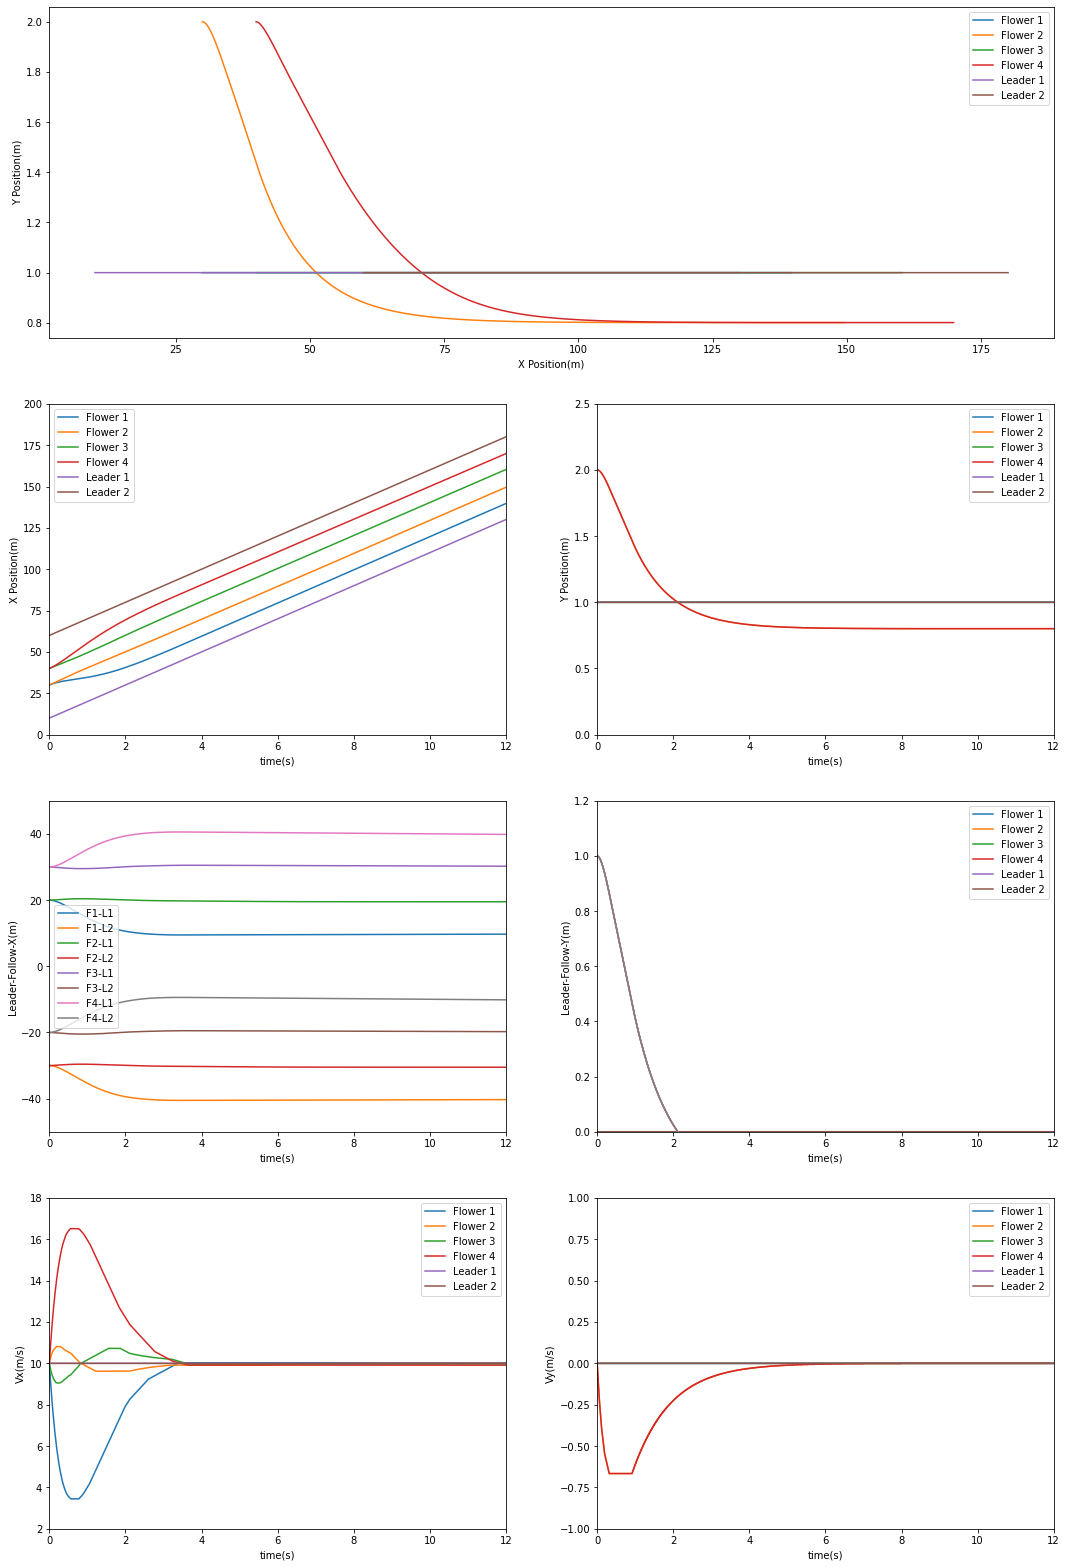 2.0
1.8
1.6
1.4
1.2
1.0
0.8
Y Position(m)
Flower 1
Flower 2
Flower 3
Flower 4
Leader 1
Leader 2
25 50 75 100 125 150 175
X Position(m)
200
175
150
125
100
75
50
25
0
X Position(m)
Flower 1
Flower 2
Flower 3
Flower 4
Leader 1
Leader 2
0 2 4 6 8 10 12
time(s)
2.5
2.0
1.5
1.0
0.5
0.0
Y Position(m)
Flower 1
Flower 2
Flower 3
Flower 4
Leader 1
Leader 2
0 2 4 6 8 10 12
time(s)
40
20
0
−20
−40
Leader-Follow-X(m)
F1-L1
F1-L2
F2-L1
F2-L2
F3-L1
F3-L2
F4-L1
F4-L2
0 2 4 6 8 10 12
time(s)
1.2
1.0
0.8
0.6
0.4
0.2
0.0
Leader-Follow-Y(m)
Flower 1
Flower 2
Flower 3
Flower 4
Leader 1
Leader 2
0 2 4 6 8 10 12
time(s)
18
16
14
12
10
8
6
4
2
Vx(m/s)
Flower 1
Flower 2
Flower 3
Flower 4
Leader 1
Leader 2
0 2 4 6 8 10 12
time(s)
1.00
0.75
0.50
0.25
0.00
−0.25
−0.50
−0.75
−1.00
Vy(m/s)
Flower 1
Flower 2
Flower 3
Flower 4
Leader 1
Leader 2
0 2 4 6 8 10 12
time(s)